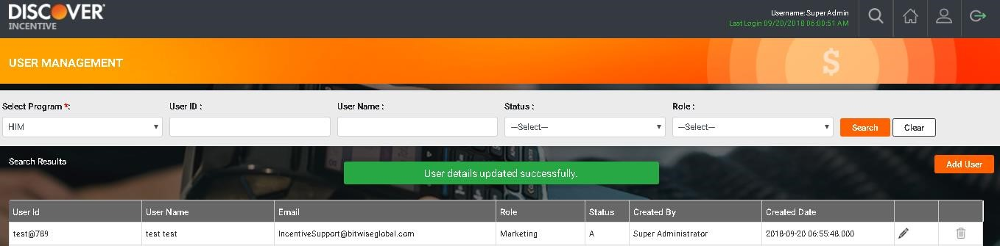 DISCOVER
INCENTIVE
Username: Super Admin
Last Login 09/20/2018 06:00:51 AM
USER MANAGEMENT
$
Select Program *: User ID : User Name : Status : Role :
HIM ---Select--- ---Select--- Search Clear
Search Results
Add User
User details updated successfully.
User Id User Name Email Role Status Created By Created Date
test@789 test test IncentiveSupport@bitwiseglobal.com Marketing A Super Administrator 2018-09-20 06:55:48.000